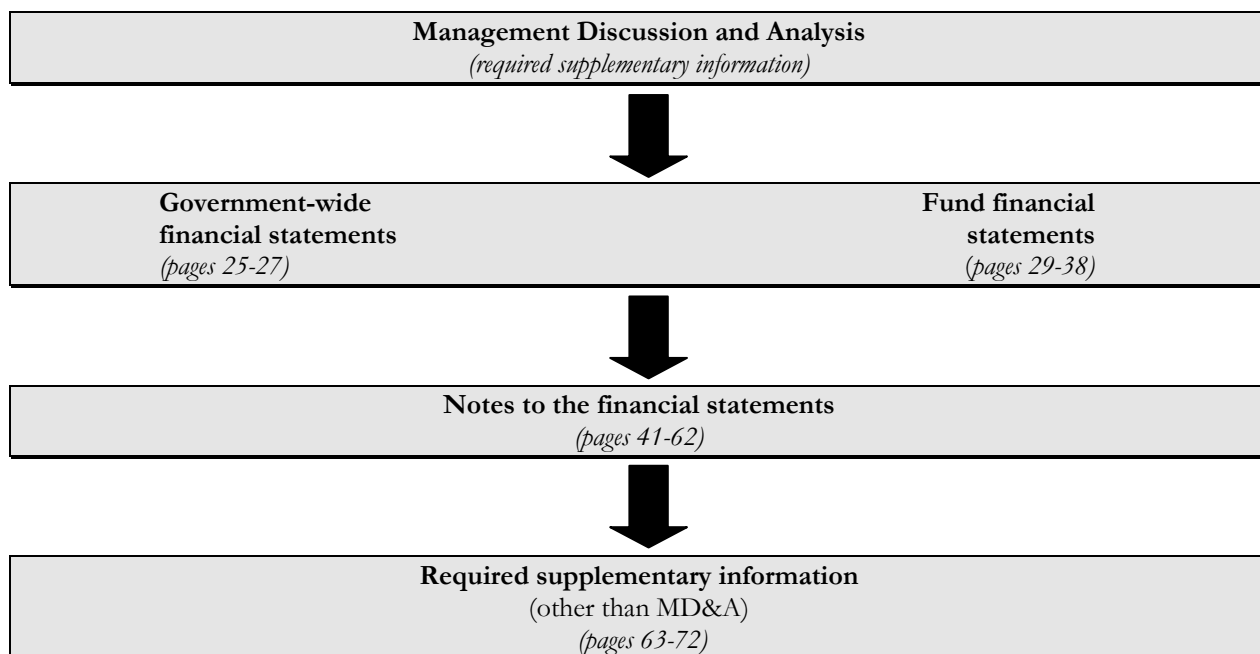 Management Discussion and Analysis
(required supplementary information)
Government-wide
financial statements
(pages 25-27)
Fund financial
statements
(pages 29-38)
Notes to the financial statements
(pages 41-62)
Required supplementary information
(other than MD&A)
(pages 63-72)